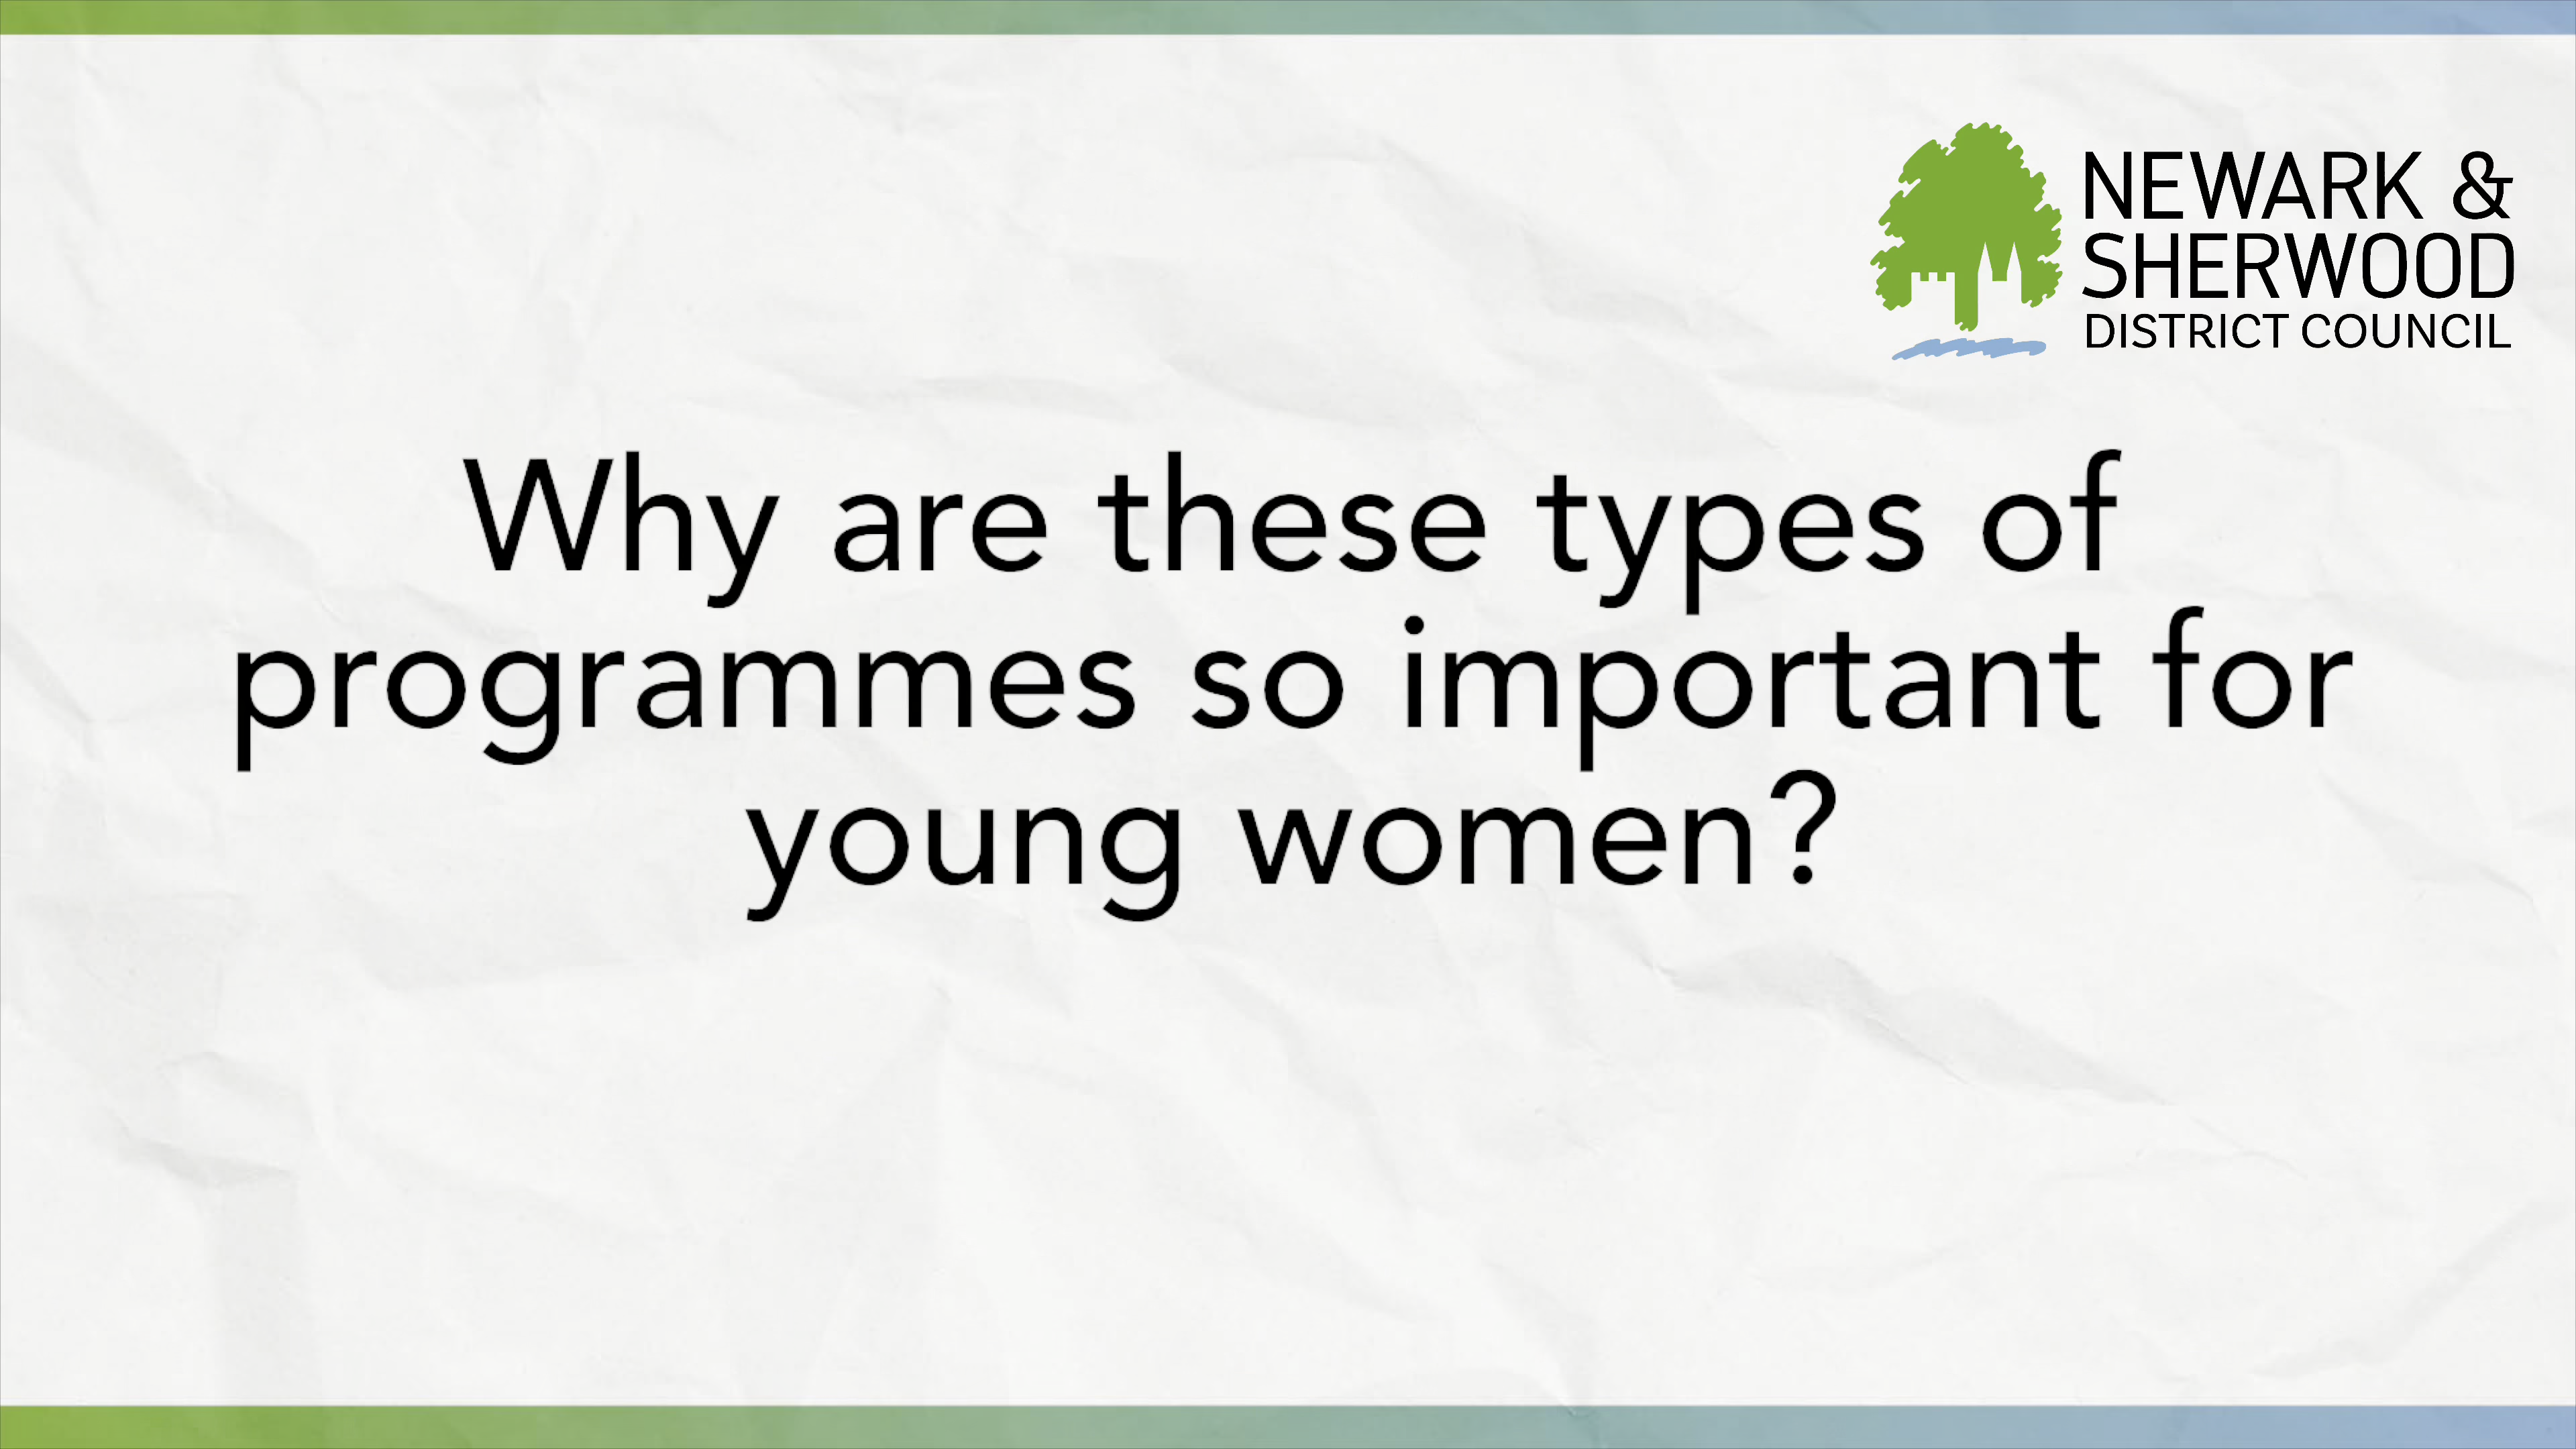 NEWARK &
SHERWOOD
DISTRICT COUNCIL
Why are these types of
programmes so important for
young women?